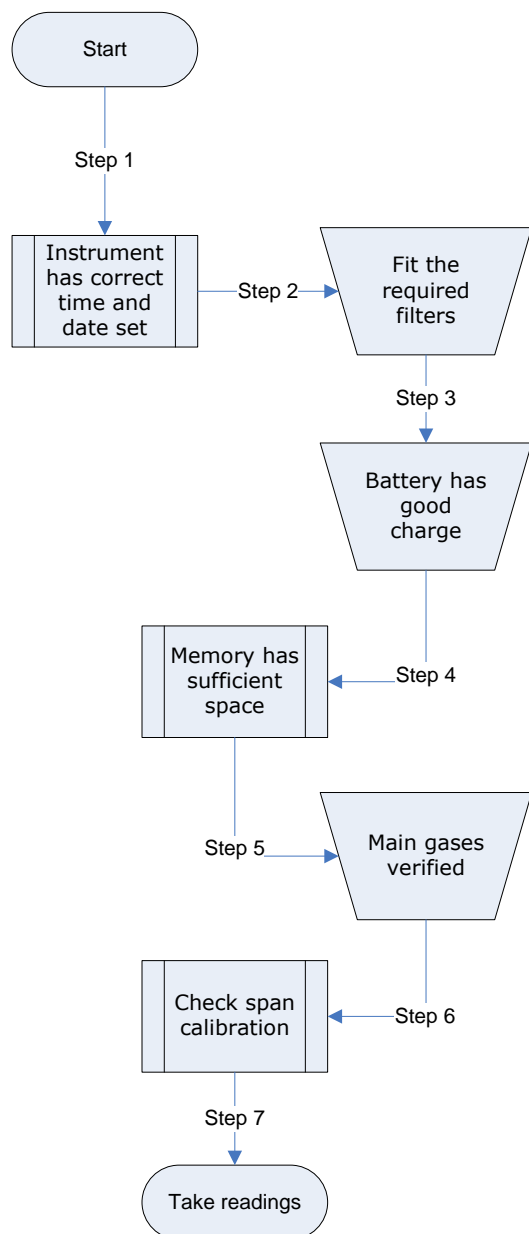 Start
Step 1
Instrument
has correct
time and
date set
Step 2
Fit the
required
filters
Step 3
Battery has
good
charge
Step 4
Memory has
sufficient
space
Step 5
Main gases
verified
Step 6
Check span
calibration
Step 7
Take readings